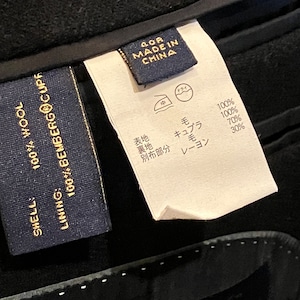 40R
MADE IN
CHINA
SHELL: 100% WOOL
LINING: 100% BEMBERG®CUPR
表地 毛 100%
裏地 キュプラ 100%
別布部分 毛 70%
レーヨン 30%